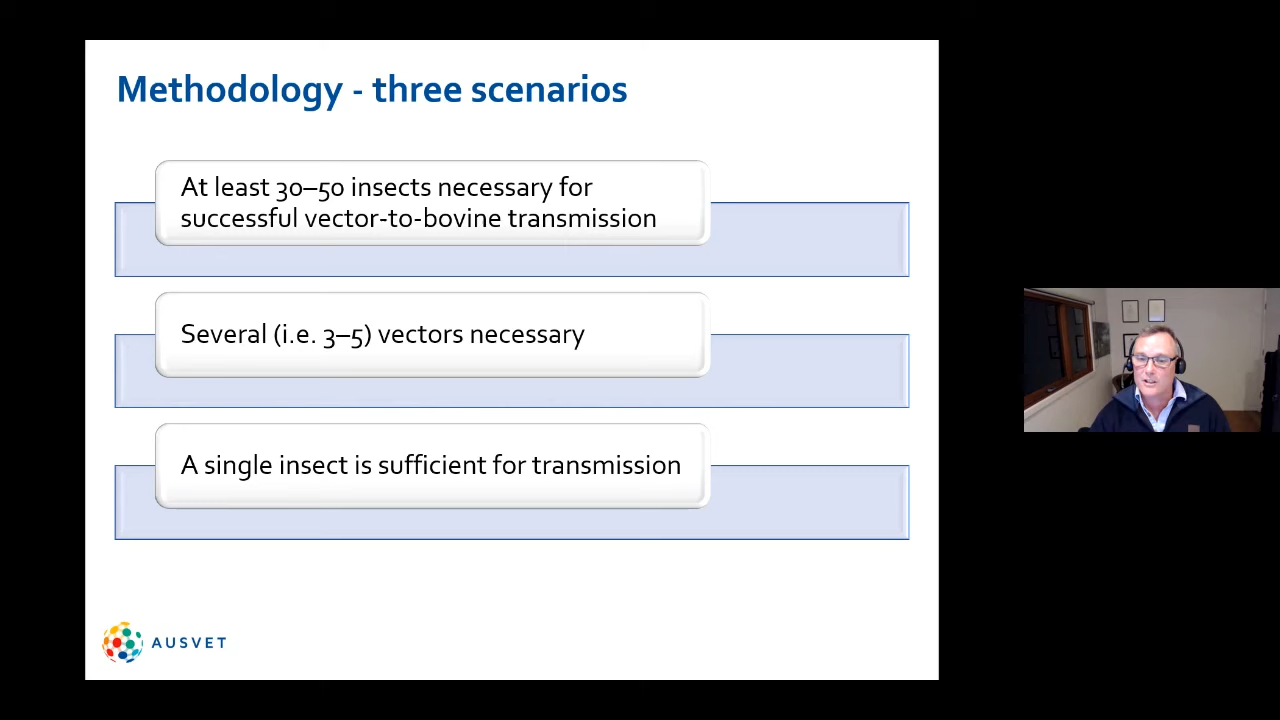 Methodology - three scenarios
At least 30–50 insects necessary for
successful vector-to-bovine transmission
Several (i.e. 3–5) vectors necessary
A single insect is sufficient for transmission
AUSVET